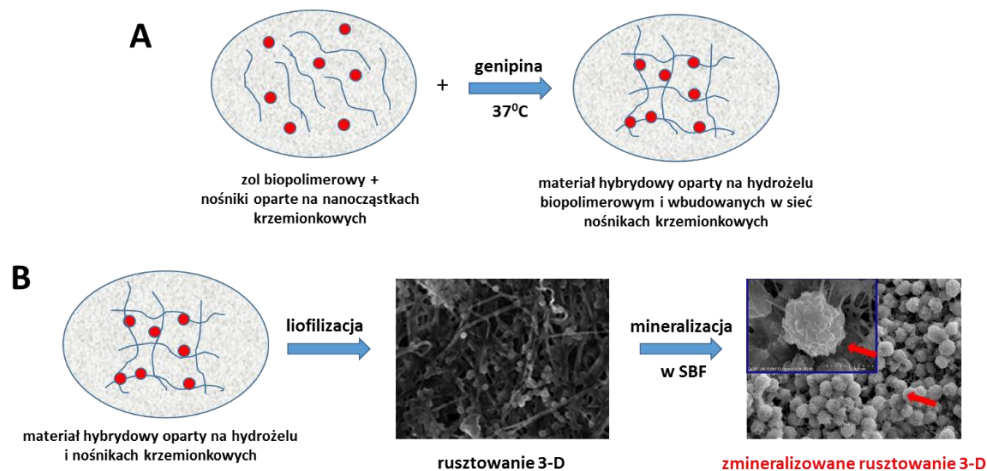 A
+
genipina
37⁰C
zol biopolimerowy +
nośniki oparte na nanocząstkach
krzemionkowych
materiał hybrydowy oparty na hydrożelu
biopolimerowym i wbudowanych w sieć
nośnikach krzemionkowych
B
liofilizacja
mineralizacja
w SBF
materiał hybrydowy oparty na hydrożelu
i nośnikach krzemionkowych
rusztowanie 3-D
zmineralizowane rusztowanie 3-D